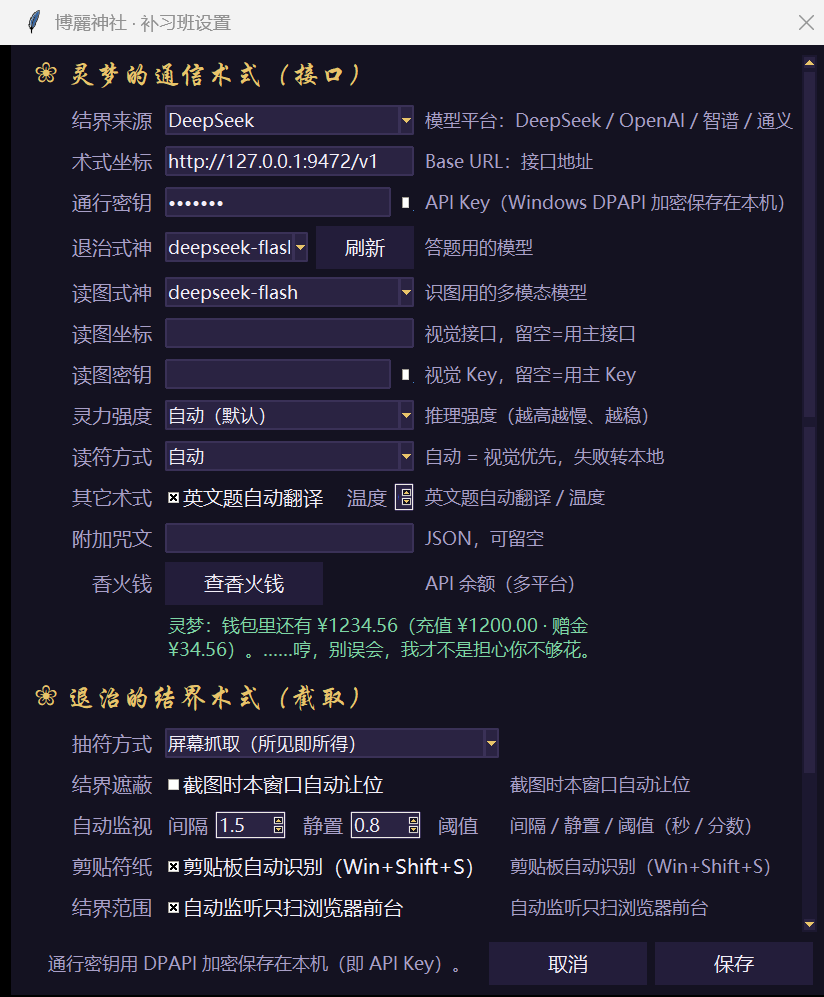 博麗神社 · 补习班设置
灵梦的通信术式（接口）
结界来源 DeepSeek 模型平台：DeepSeek / OpenAI / 智谱 / 通义
术式坐标 http://127.0.0.1:9472/v1 Base URL：接口地址
通行密钥 ••••••• API Key（Windows DPAPI 加密保存在本机）
退治式神 deepseek-flasl 刷新 答题用的模型
读图式神 deepseek-flash 识图用的多模态模型
读图坐标 视觉接口，留空=用主接口
读图密钥 视觉 Key，留空=用主 Key
灵力强度 自动（默认） 推理强度（越高越慢、越稳）
读符方式 自动 自动 = 视觉优先，失败转本地
其它术式 英文题自动翻译 温度 英文题自动翻译 / 温度
附加咒文 JSON，可留空
香火钱 查香火钱 API 余额（多平台）
灵梦：钱包里还有 ¥1234.56（充值 ¥1200.00 · 赠金
¥34.56）。……哼，别误会，我才不是担心你不够花。
退治的结界术式（截取）
抽符方式 屏幕抓取（所见即所得）
结界遮蔽 截图时本窗口自动让位 截图时本窗口自动让位
自动监视 间隔 1.5 静置 0.8 阈值 间隔 / 静置 / 阈值（秒 / 分数）
剪贴符纸 剪贴板自动识别（Win+Shift+S） 剪贴板自动识别（Win+Shift+S）
结界范围 自动监听只扫浏览器前台 自动监听只扫浏览器前台
通行密钥用 DPAPI 加密保存在本机（即 API Key）。 取消 保存